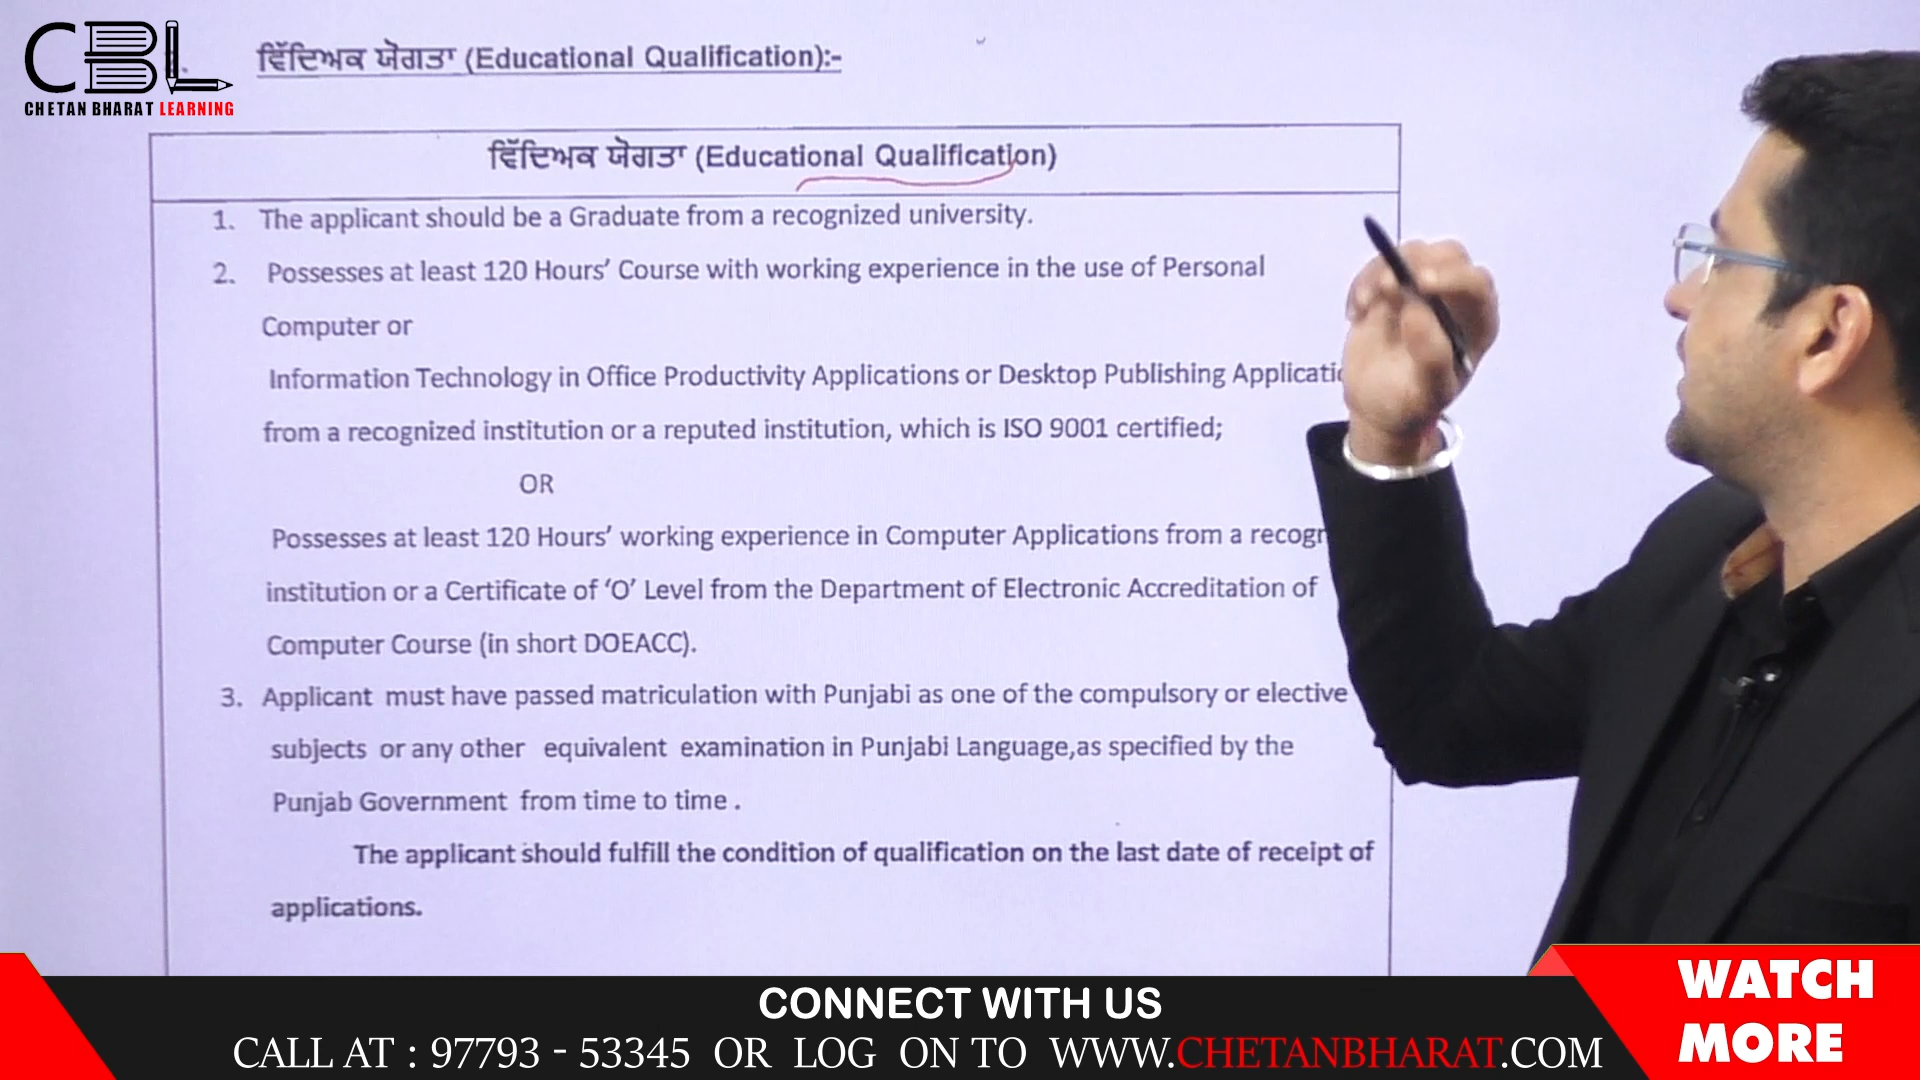 CBL
CHETAN BHARAT LEARNING
ਵਿੱਦਿਅਕ ਯੋਗਤਾ (Educational Qualification):-
ਵਿੱਦਿਅਕ ਯੋਗਤਾ (Educational Qualification)
1. The applicant should be a Graduate from a recognized university.
2. Possesses at least 120 Hours' Course with working experience in the use of Personal
Computer or
Information Technology in Office Productivity Applications or Desktop Publishing
from a recognized institution or a reputed institution, which is ISO 9001 certified;
OR
Possesses at least 120 Hours' working experience in Computer Applications from a
institution or a Certificate of 'O' Level from the Department of Electronic Accreditation of
Computer Course (in short DOEACC).
3. Applicant must have passed matriculation with Punjabi as one of the compulsory or elective
subjects or any other equivalent examination in Punjabi Language,as specified by the
Punjab Government from time to time .
The applicant should fulfill the condition of qualification on the last date of receipt of
applications.
CONNECT WITH US
CALL AT : 97793 - 53345 OR LOG ON TO WWW.CHETANBHARAT.COM
WATCH
MORE